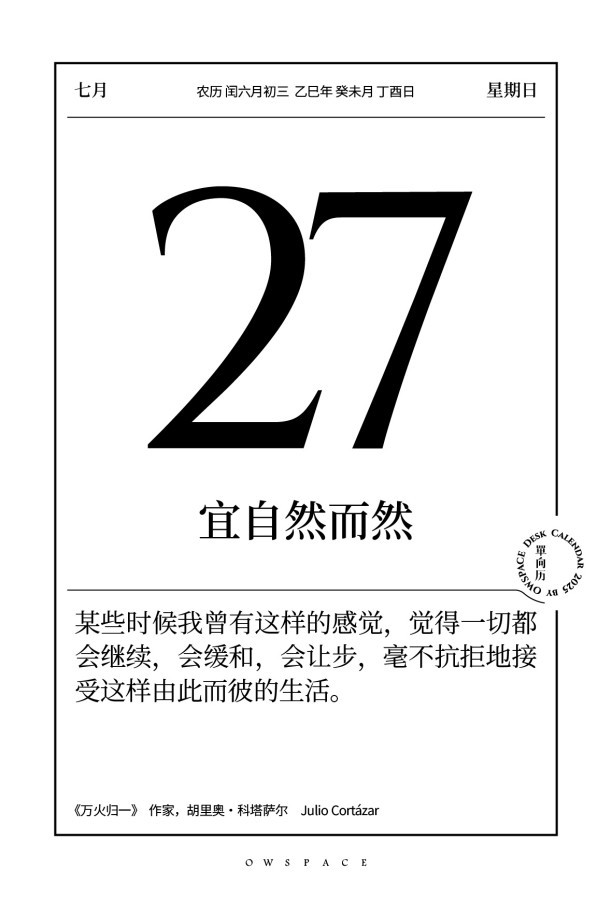 七月
农历 闰六月初三 乙巳年 癸未月 丁酉日
星期日
27
宜自然而然
單向历
DESK CALENDAR 2025 BY OWSPACE
某些时候我曾有这样的感觉，觉得一切都
会继续，会缓和，会让步，毫不抗拒地接
受这样由此而彼的生活。
《万火归一》 作家，胡里奥·科塔萨尔 Julio Cortázar
OWSPACE